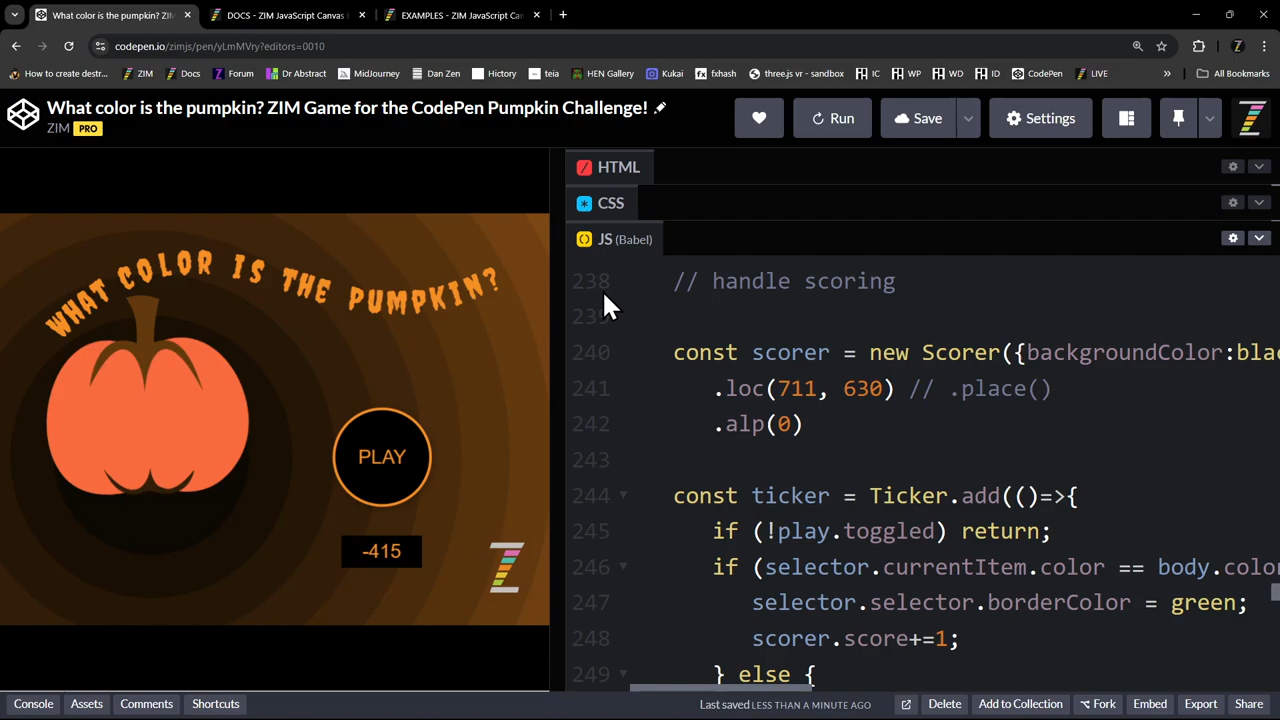 What color is the pumpkin? ZIM
DOCS - ZIM JavaScript Canvas
EXAMPLES - ZIM JavaScript Can
codepen.io/zimjs/pen/yLmMVry?editors=0010
How to create destr...
ZIM
Docs
Forum
Dr Abstract
MidJourney
Dan Zen
Hictory
teia
HEN Gallery
Kukai
fxhash
three.js vr - sandbox
IC
WP
WD
ID
CodePen
LIVE
All Bookmarks
What color is the pumpkin? ZIM Game for the CodePen Pumpkin Challenge!
ZIM PRO
Run
Save
Settings
HTML
CSS
JS (Babel)
WHAT COLOR IS THE PUMPKIN?
PLAY
-415
238 // handle scoring
239
240 const scorer = new Scorer({backgroundColor:bla
241 .loc(711, 630) // .place()
242 .alp(0)
243
244 const ticker = Ticker.add(()=>{
245 if (!play.toggled) return;
246 if (selector.currentItem.color == body.colo
247 selector.selector.borderColor = green;
248 scorer.score+=1;
249 } else {
Console
Assets
Comments
Shortcuts
Last saved LESS THAN A MINUTE AGO
Delete
Add to Collection
Fork
Embed
Export
Share